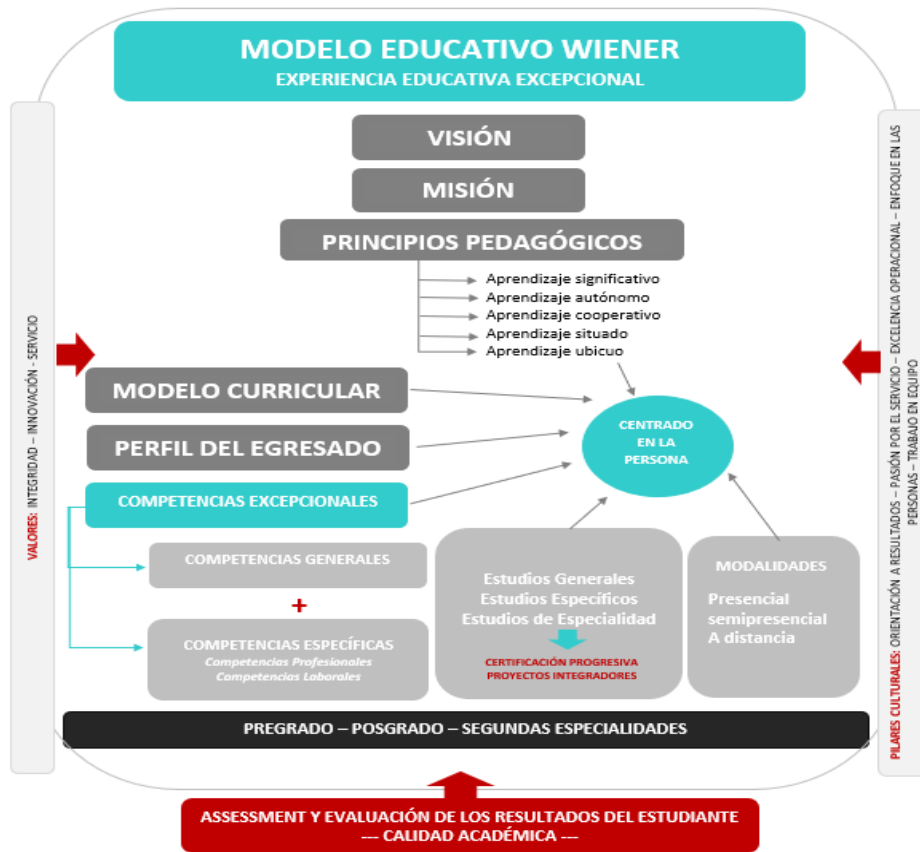 MODELO EDUCATIVO WIENER
EXPERIENCIA EDUCATIVA EXCEPCIONAL
VISIÓN
MISIÓN
PRINCIPIOS PEDAGÓGICOS
Aprendizaje significativo
Aprendizaje autónomo
Aprendizaje cooperativo
Aprendizaje situado
Aprendizaje ubicuo
VALORES: INTEGRIDAD – INNOVACIÓN - SERVICIO
PILARES CULTURALES: ORIENTACIÓN A RESULTADOS – PASIÓN POR EL SERVICIO – EXCELENCIA OPERACIONAL – ENFOQUE EN LAS
PERSONAS – TRABAJO EN EQUIPO
MODELO CURRICULAR
PERFIL DEL EGRESADO
COMPETENCIAS EXCEPCIONALES
CENTRADO
EN LA
PERSONA
COMPETENCIAS GENERALES
+
COMPETENCIAS ESPECÍFICAS
Competencias Profesionales
Competencias Laborales
Estudios Generales
Estudios Específicos
Estudios de Especialidad
CERTIFICACIÓN PROGRESIVA
PROYECTOS INTEGRADORES
MODALIDADES
Presencial
semipresencial
A distancia
PREGRADO – POSGRADO – SEGUNDAS ESPECIALIDADES
ASSESSMENT Y EVALUACIÓN DE LOS RESULTADOS DEL ESTUDIANTE
--- CALIDAD ACADÉMICA ---